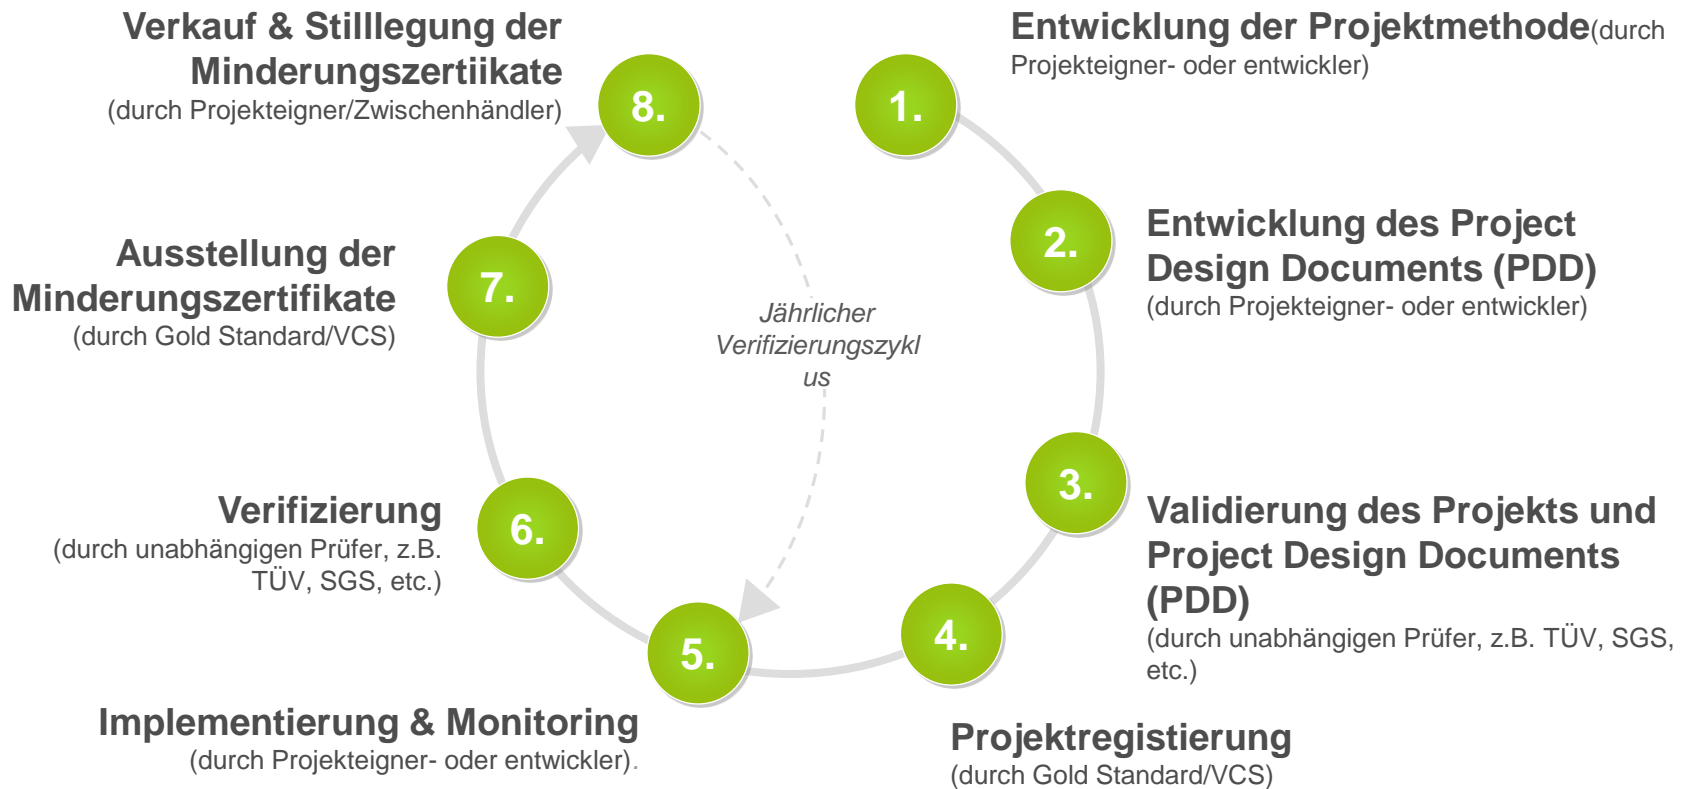 1.
Entwicklung der Projektmethode(durch
Projekteigner- oder entwickler)
2.
Entwicklung des Project
Design Documents (PDD)
(durch Projekteigner- oder entwickler)
3.
Validierung des Projekts und
Project Design Documents
(PDD)
(durch unabhängigen Prüfer, z.B. TÜV, SGS,
etc.)
4.
Projektregistierung
(durch Gold Standard/VCS)
5.
Implementierung & Monitoring
(durch Projekteigner- oder entwickler).
6.
Verifizierung
(durch unabhängigen Prüfer, z.B.
TÜV, SGS, etc.)
7.
Ausstellung der
Minderungszertifikate
(durch Gold Standard/VCS)
8.
Verkauf & Stilllegung der
Minderungszertiikate
(durch Projekteigner/Zwischenhändler)
Jährlicher
Verifizierungszykl
us